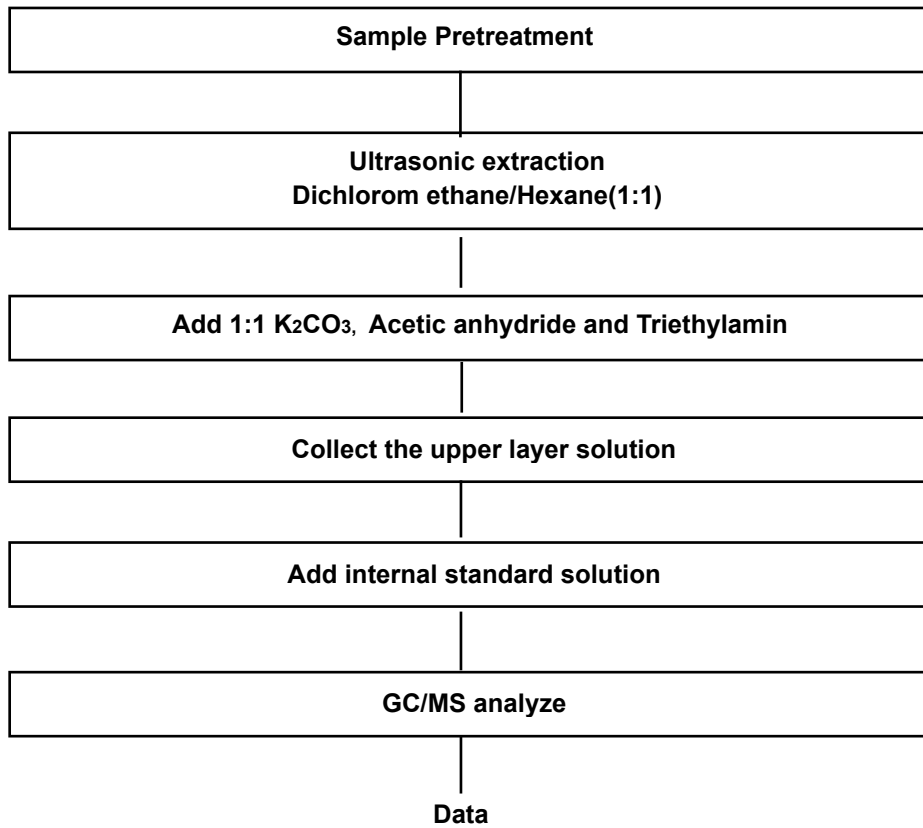 Sample Pretreatment
Ultrasonic extraction
Dichlorom ethane/Hexane(1:1)
Add 1:1 K₂CO₃, Acetic anhydride and Triethylamin
Collect the upper layer solution
Add internal standard solution
GC/MS analyze
Data